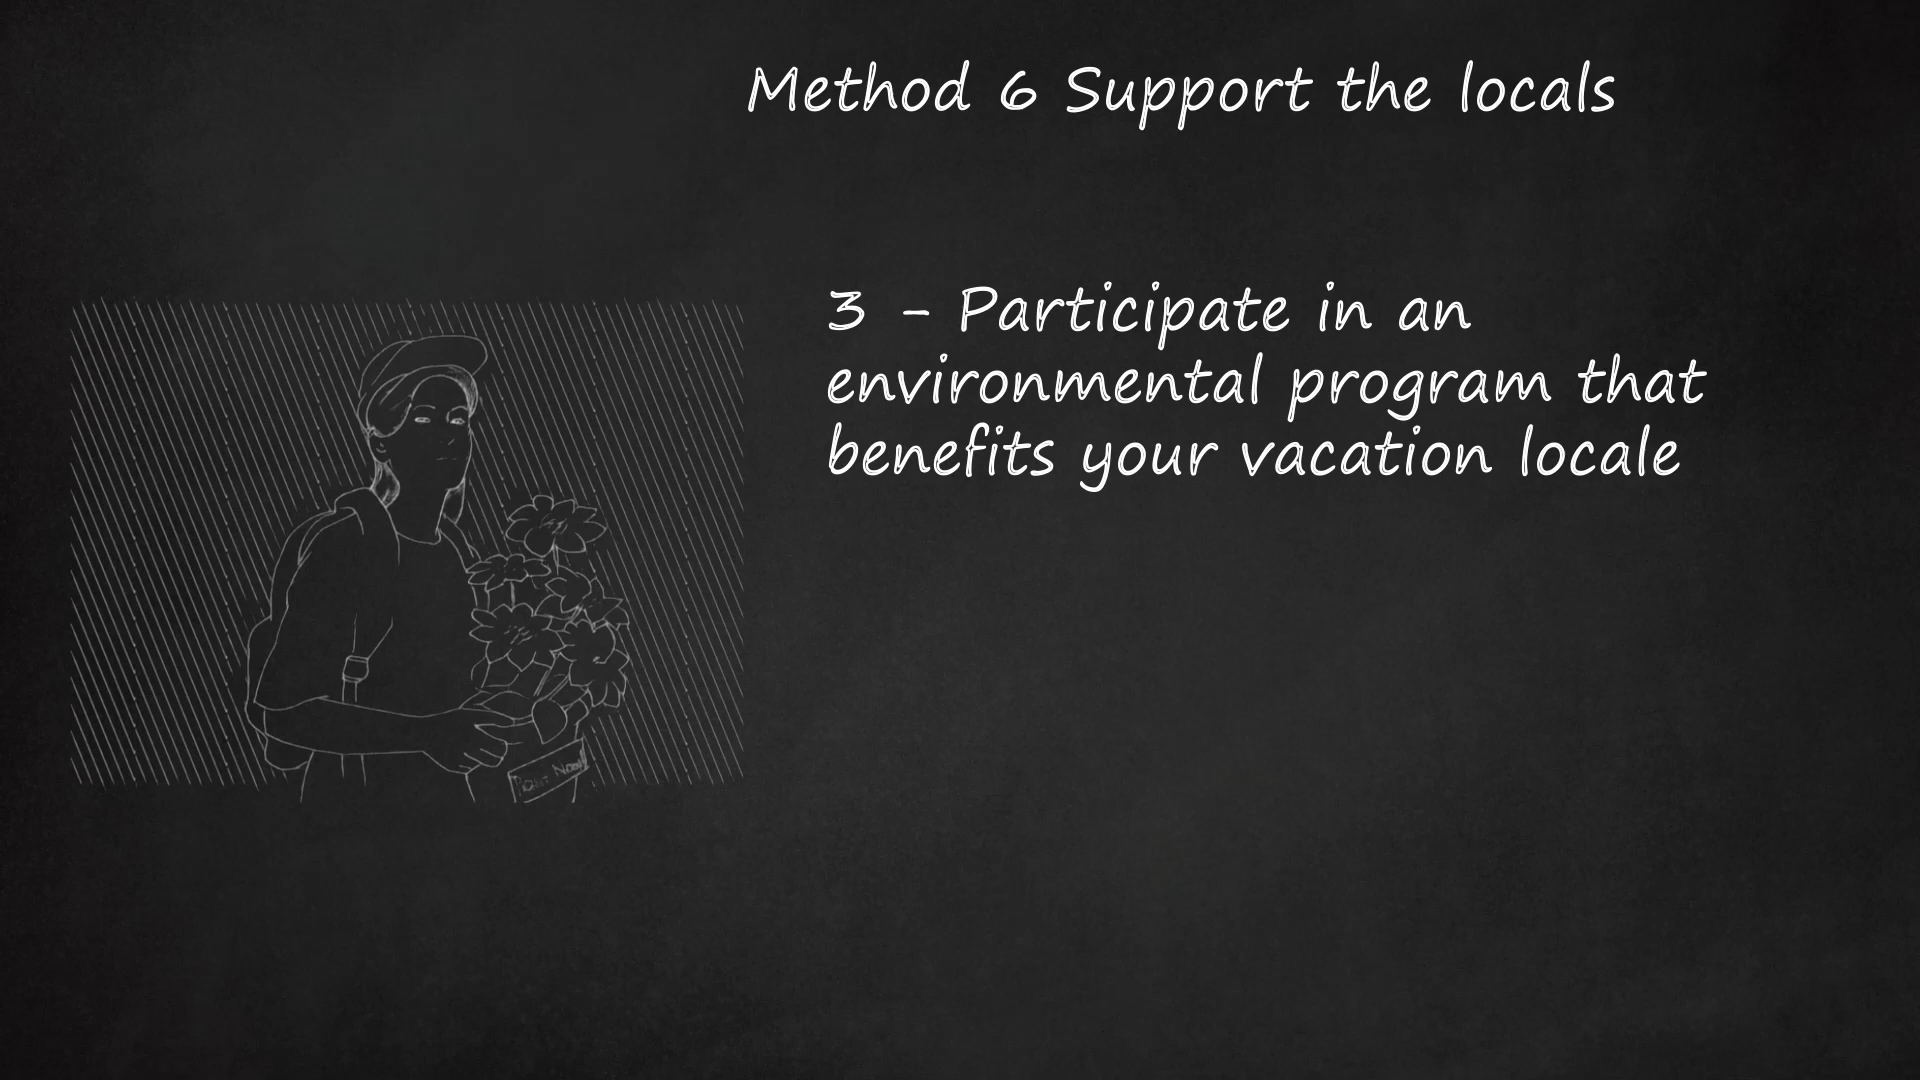 Method 6 Support the locals
3 - Participate in an
environmental program that
benefits your vacation locale